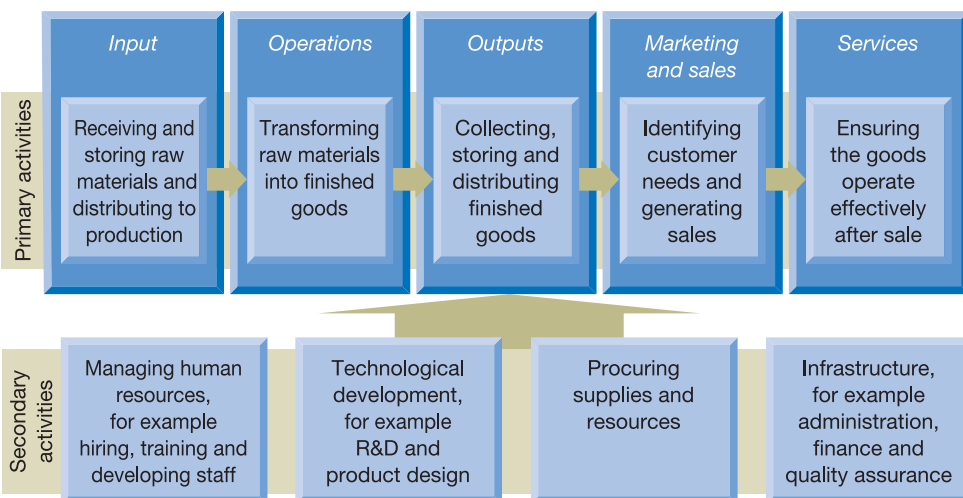 Primary activities
Input
Receiving and
storing raw
materials and
distributing to
production
Operations
Transforming
raw materials
into finished
goods
Outputs
Collecting,
storing and
distributing
finished
goods
Marketing
and sales
Identifying
customer
needs and
generating
sales
Services
Ensuring
the goods
operate
effectively
after sale
Secondary
activities
Managing human
resources,
for example
hiring, training and
developing staff
Technological
development,
for example
R&D and
product design
Procuring
supplies and
resources
Infrastructure,
for example
administration,
finance and
quality assurance